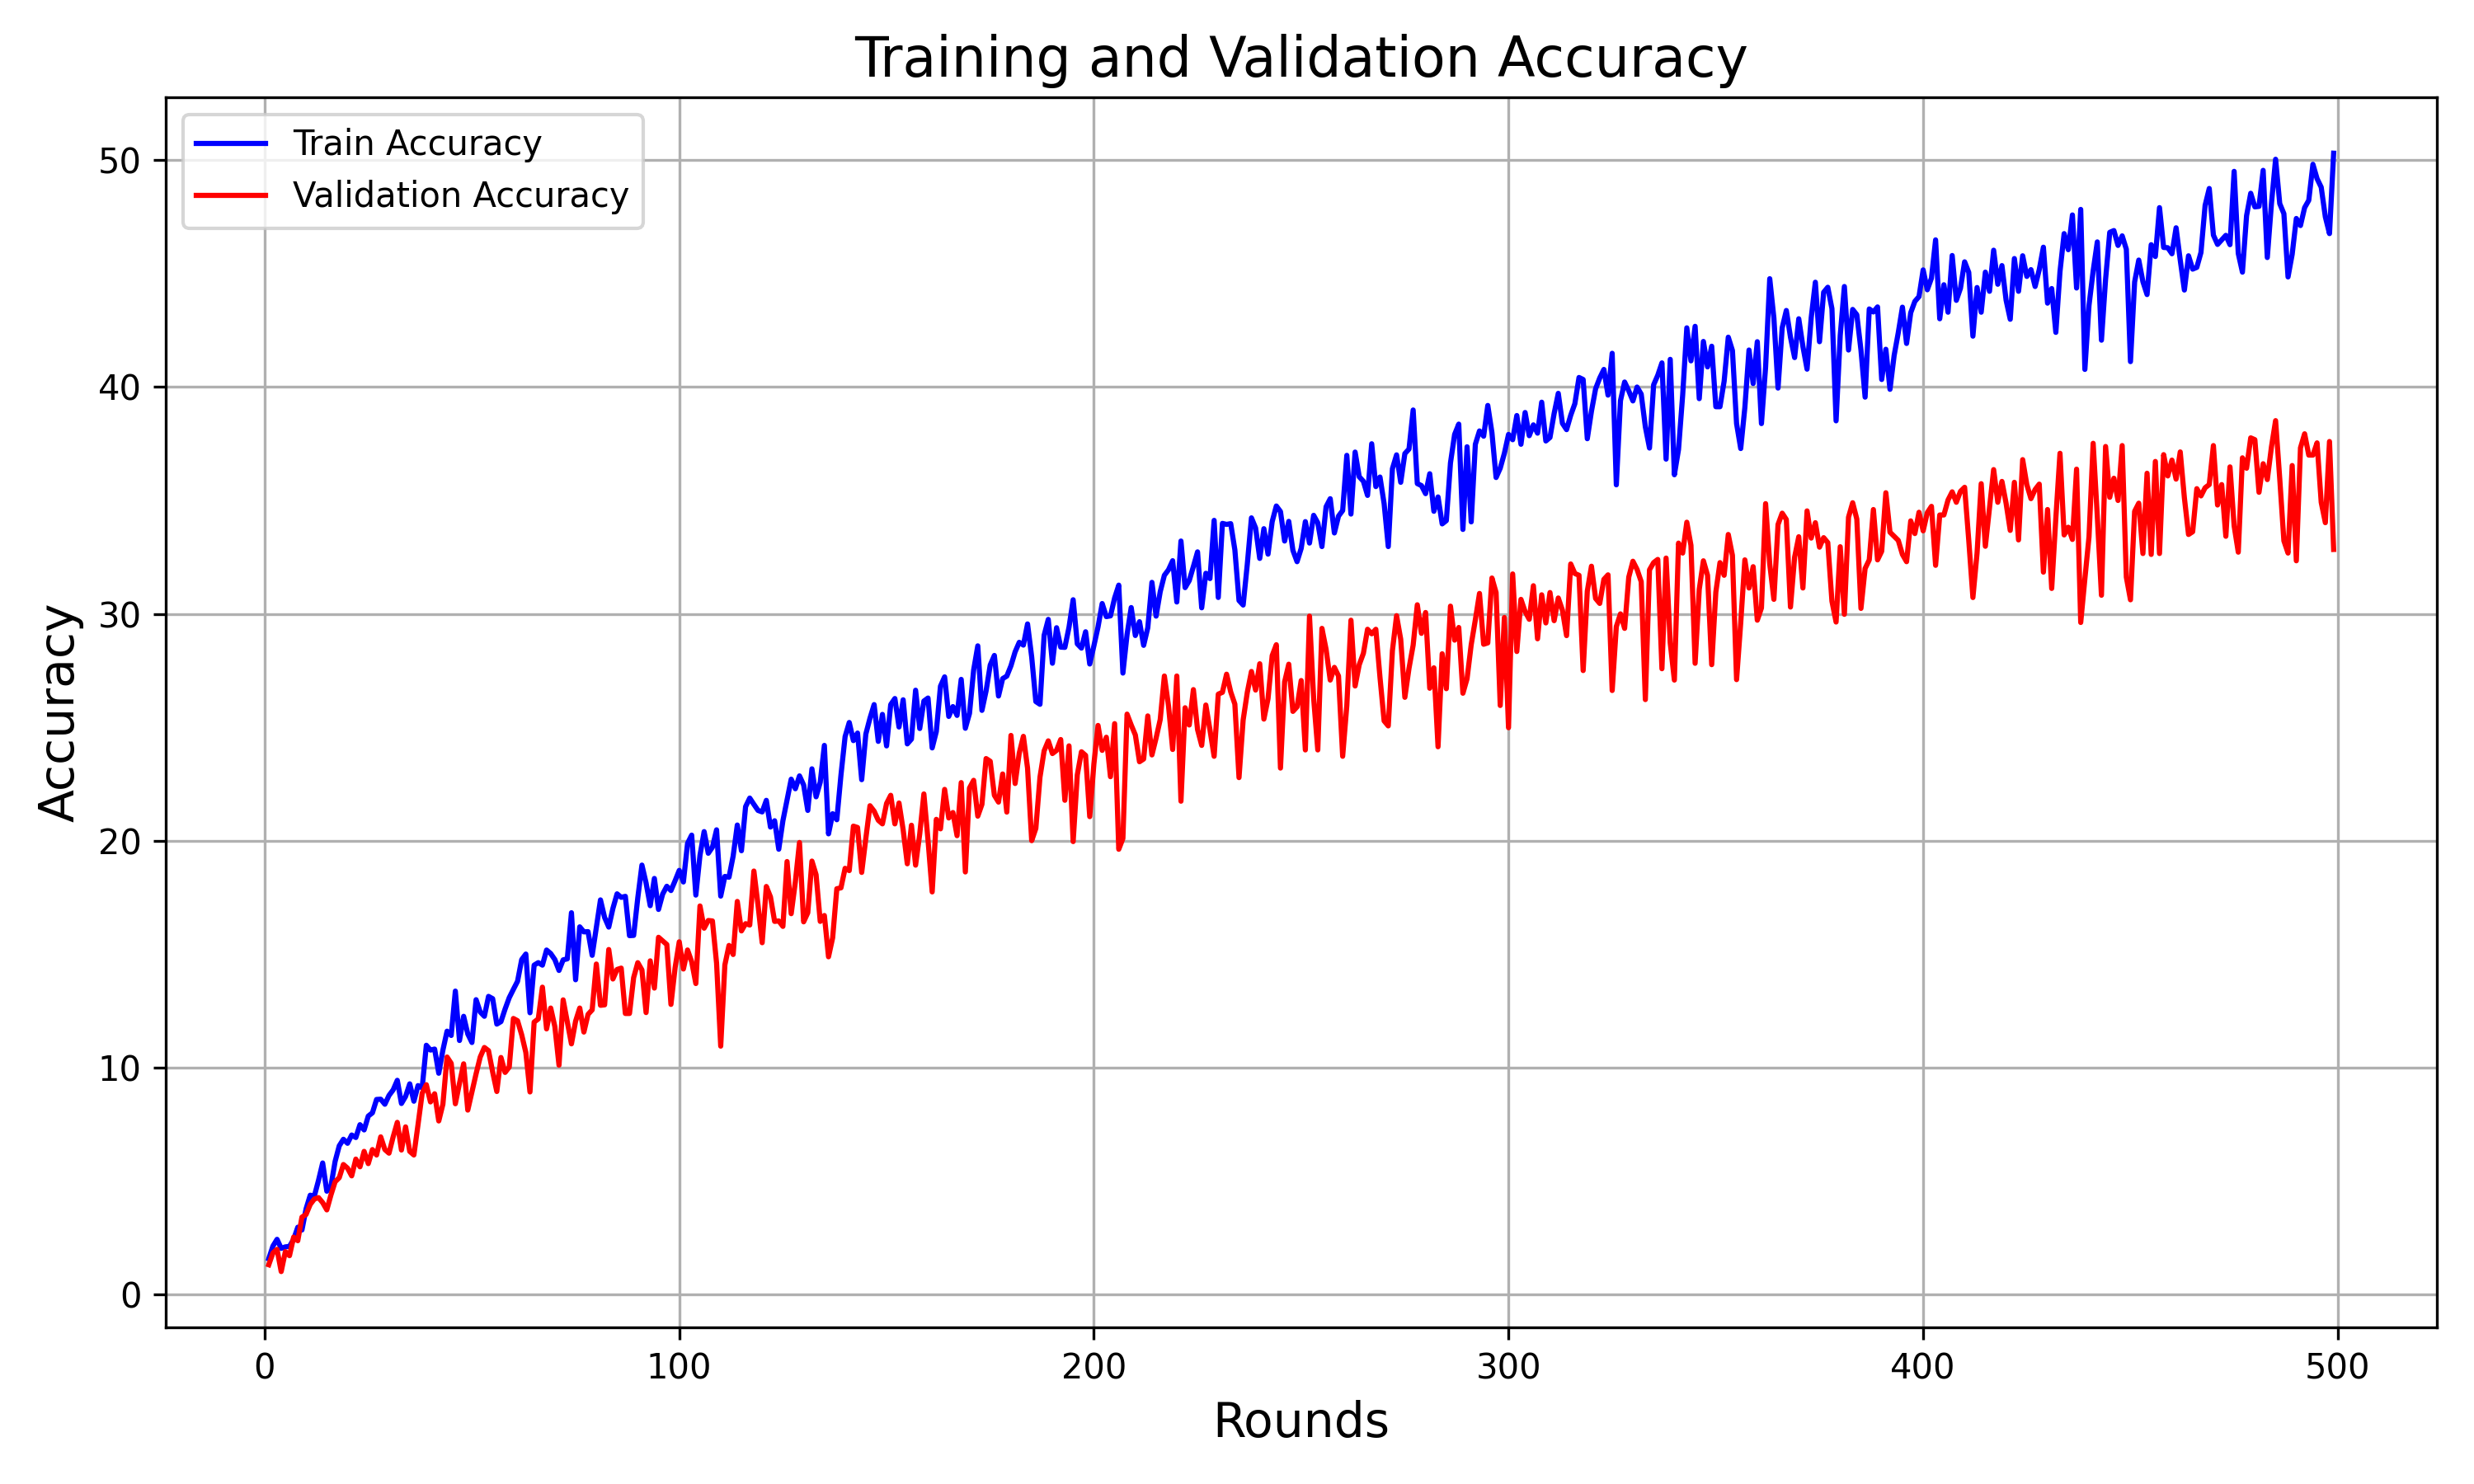 Training and Validation Accuracy
Train Accuracy
Validation Accuracy
50
40
30
20
10
0
Accuracy
0 100 200 300 400 500
Rounds